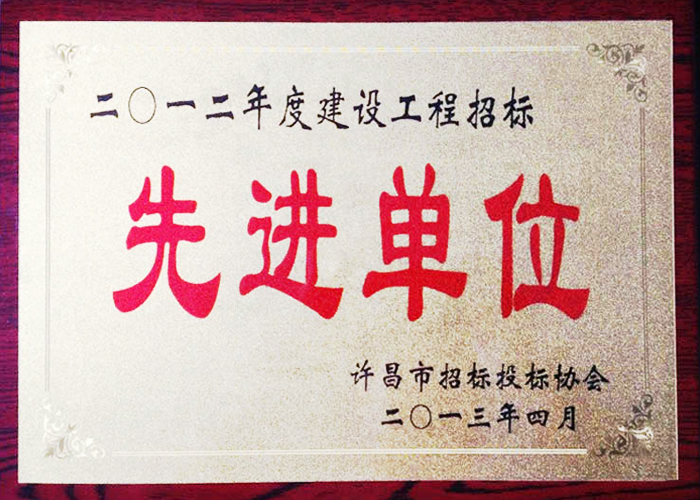 二〇一二年度建设工程招标
先进单位
许昌市招标投标协会
二〇一三年四月